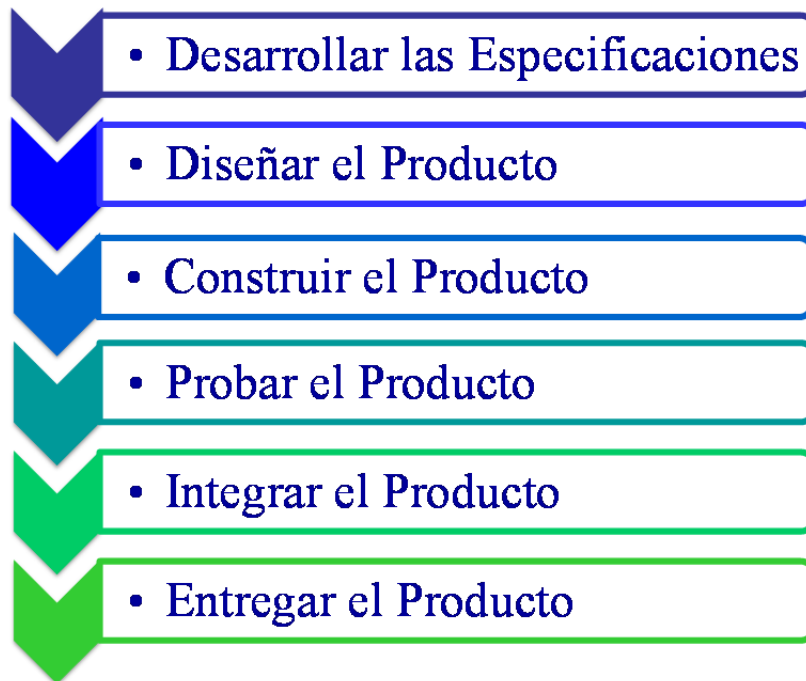 • Desarrollar las Especificaciones
• Diseñar el Producto
• Construir el Producto
• Probar el Producto
• Integrar el Producto
• Entregar el Producto